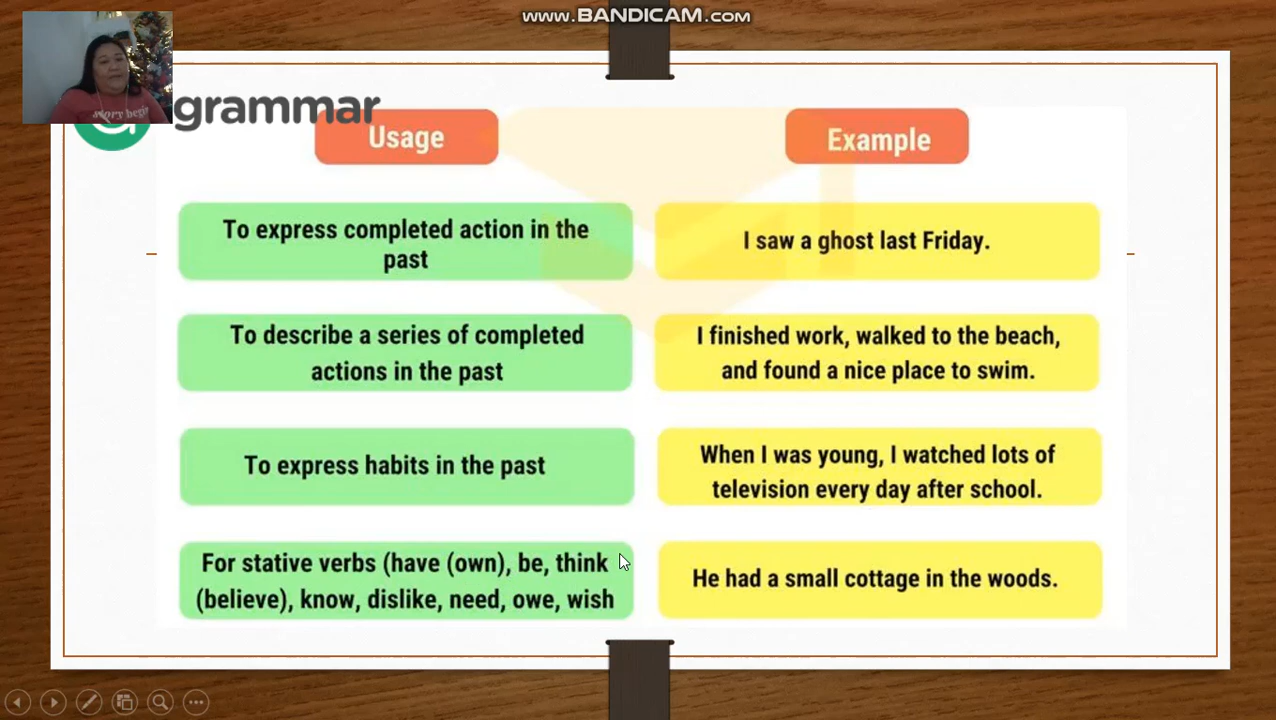 www.BANDICAM.com
grammar
Usage
Example
To express completed action in the
past
I saw a ghost last Friday.
To describe a series of completed
actions in the past
I finished work, walked to the beach,
and found a nice place to swim.
To express habits in the past
When I was young, I watched lots of
television every day after school.
For stative verbs (have (own), be, think
(believe), know, dislike, need, owe, wish
He had a small cottage in the woods.